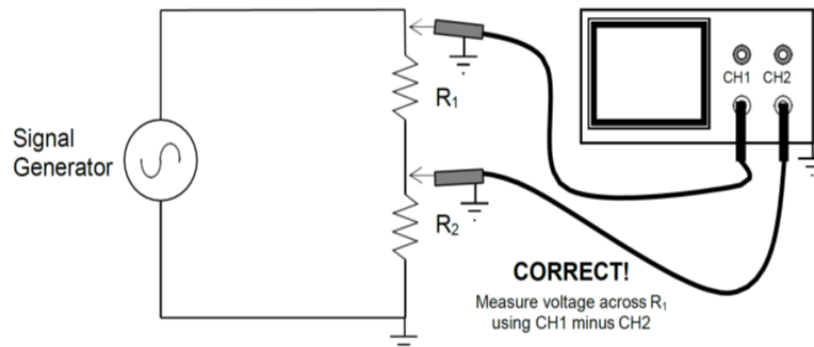 CH1 CH2
R₁
Signal
Generator
R₂
CORRECT!
Measure voltage across R₁
using CH1 minus CH2